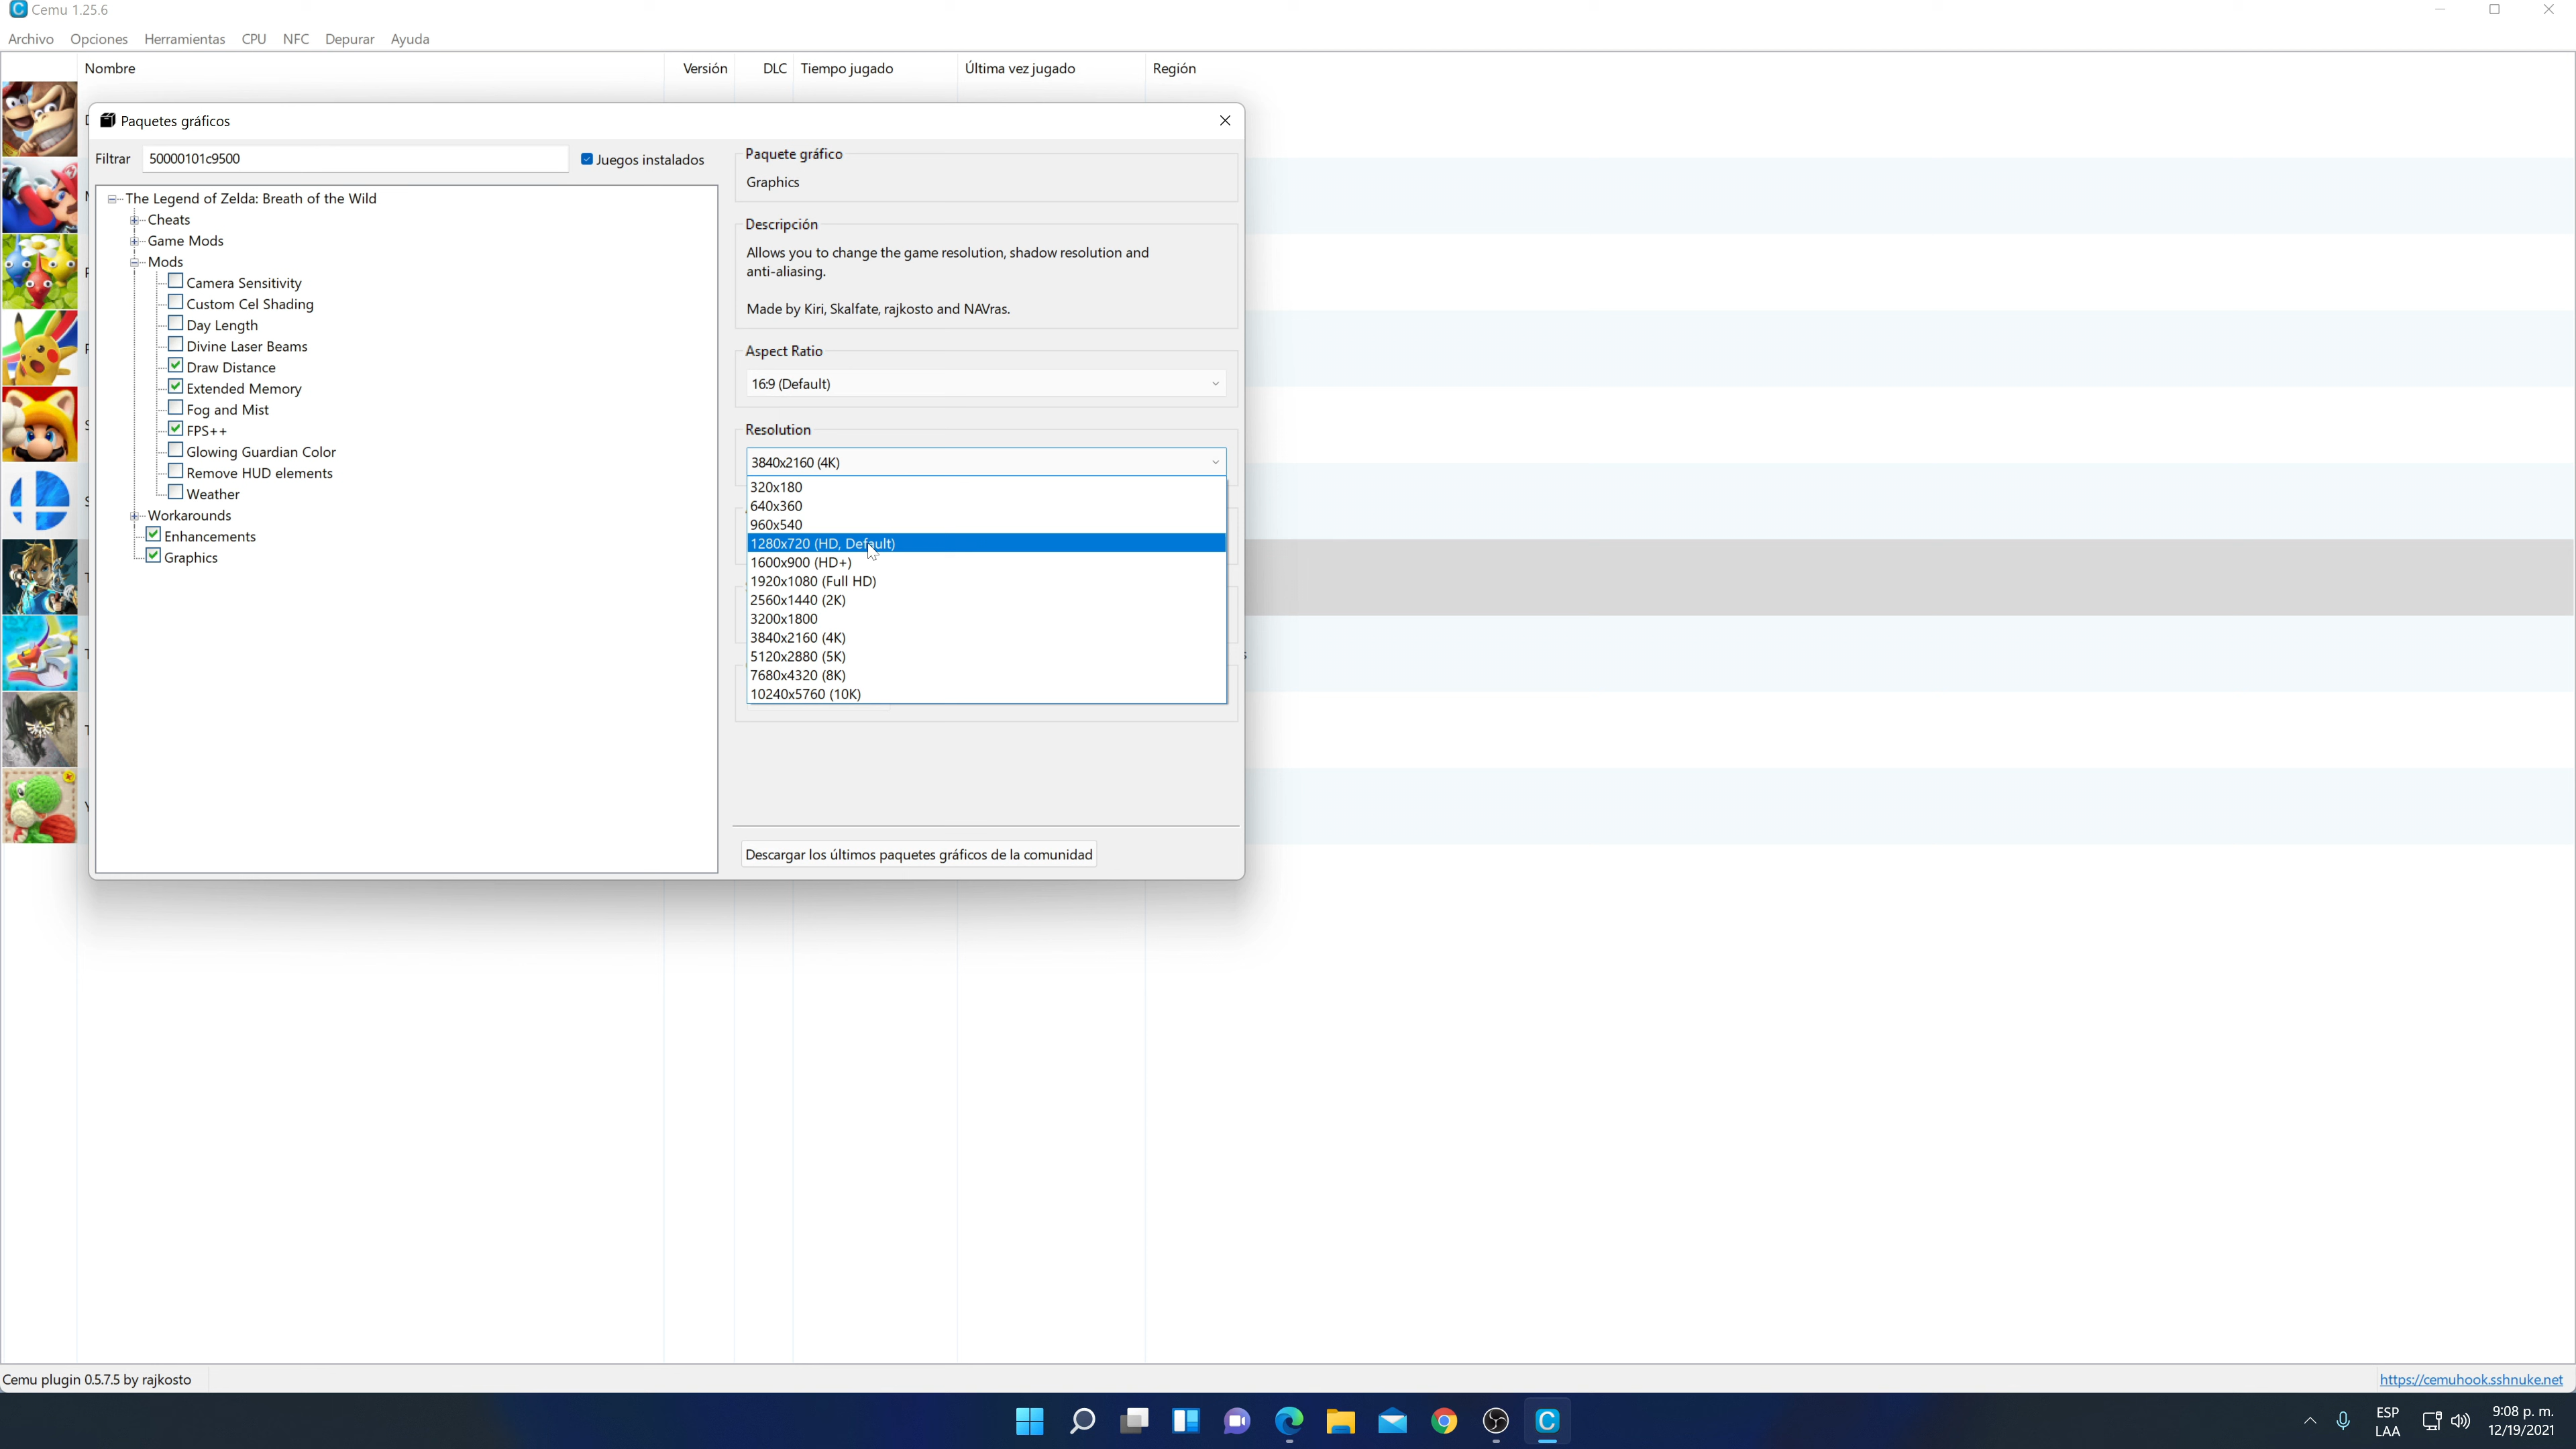 Cemu 1.25.6
Archivo Opciones Herramientas CPU NFC Depurar Ayuda
Nombre Versión DLC Tiempo jugado Última vez jugado Región
Paquetes gráficos
Filtrar 50000101c9500 Juegos instalados
The Legend of Zelda: Breath of the Wild
Cheats
Game Mods
Mods
Camera Sensitivity
Custom Cel Shading
Day Length
Divine Laser Beams
Draw Distance
Extended Memory
Fog and Mist
FPS++
Glowing Guardian Color
Remove HUD elements
Weather
Workarounds
Enhancements
Graphics
Paquete gráfico
Graphics
Descripción
Allows you to change the game resolution, shadow resolution and
anti-aliasing.
Made by Kiri, Skalfate, rajkosto and NAVras.
Aspect Ratio
16:9 (Default)
Resolution
3840x2160 (4K)
320x180
640x360
960x540
1280x720 (HD, Default)
1600x900 (HD+)
1920x1080 (Full HD)
2560x1440 (2K)
3200x1800
3840x2160 (4K)
5120x2880 (5K)
7680x4320 (8K)
10240x5760 (10K)
Descargar los últimos paquetes gráficos de la comunidad
Cemu plugin 0.5.7.5 by rajkosto
https://cemuhook.sshnuke.net
ESP
LAA
9:08 p. m.
12/19/2021